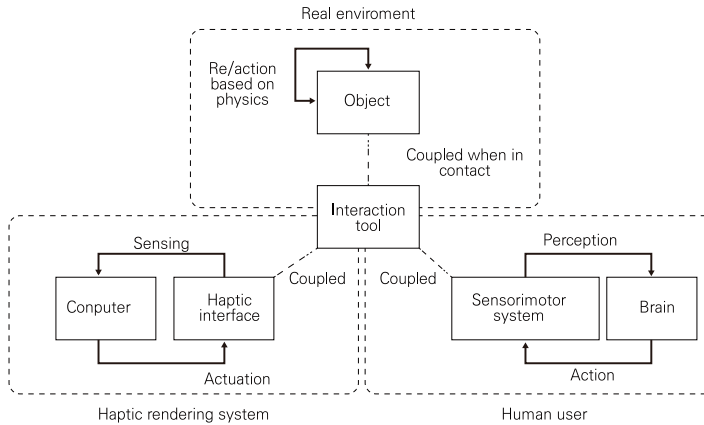 Real enviroment
Re/action
based on
physics
Object
Coupled when in
contact
Interaction
tool
Sensing
Perception
Coupled
Coupled
Conputer
Haptic
interface
Sensorimotor
system
Brain
Actuation
Action
Haptic rendering system
Human user